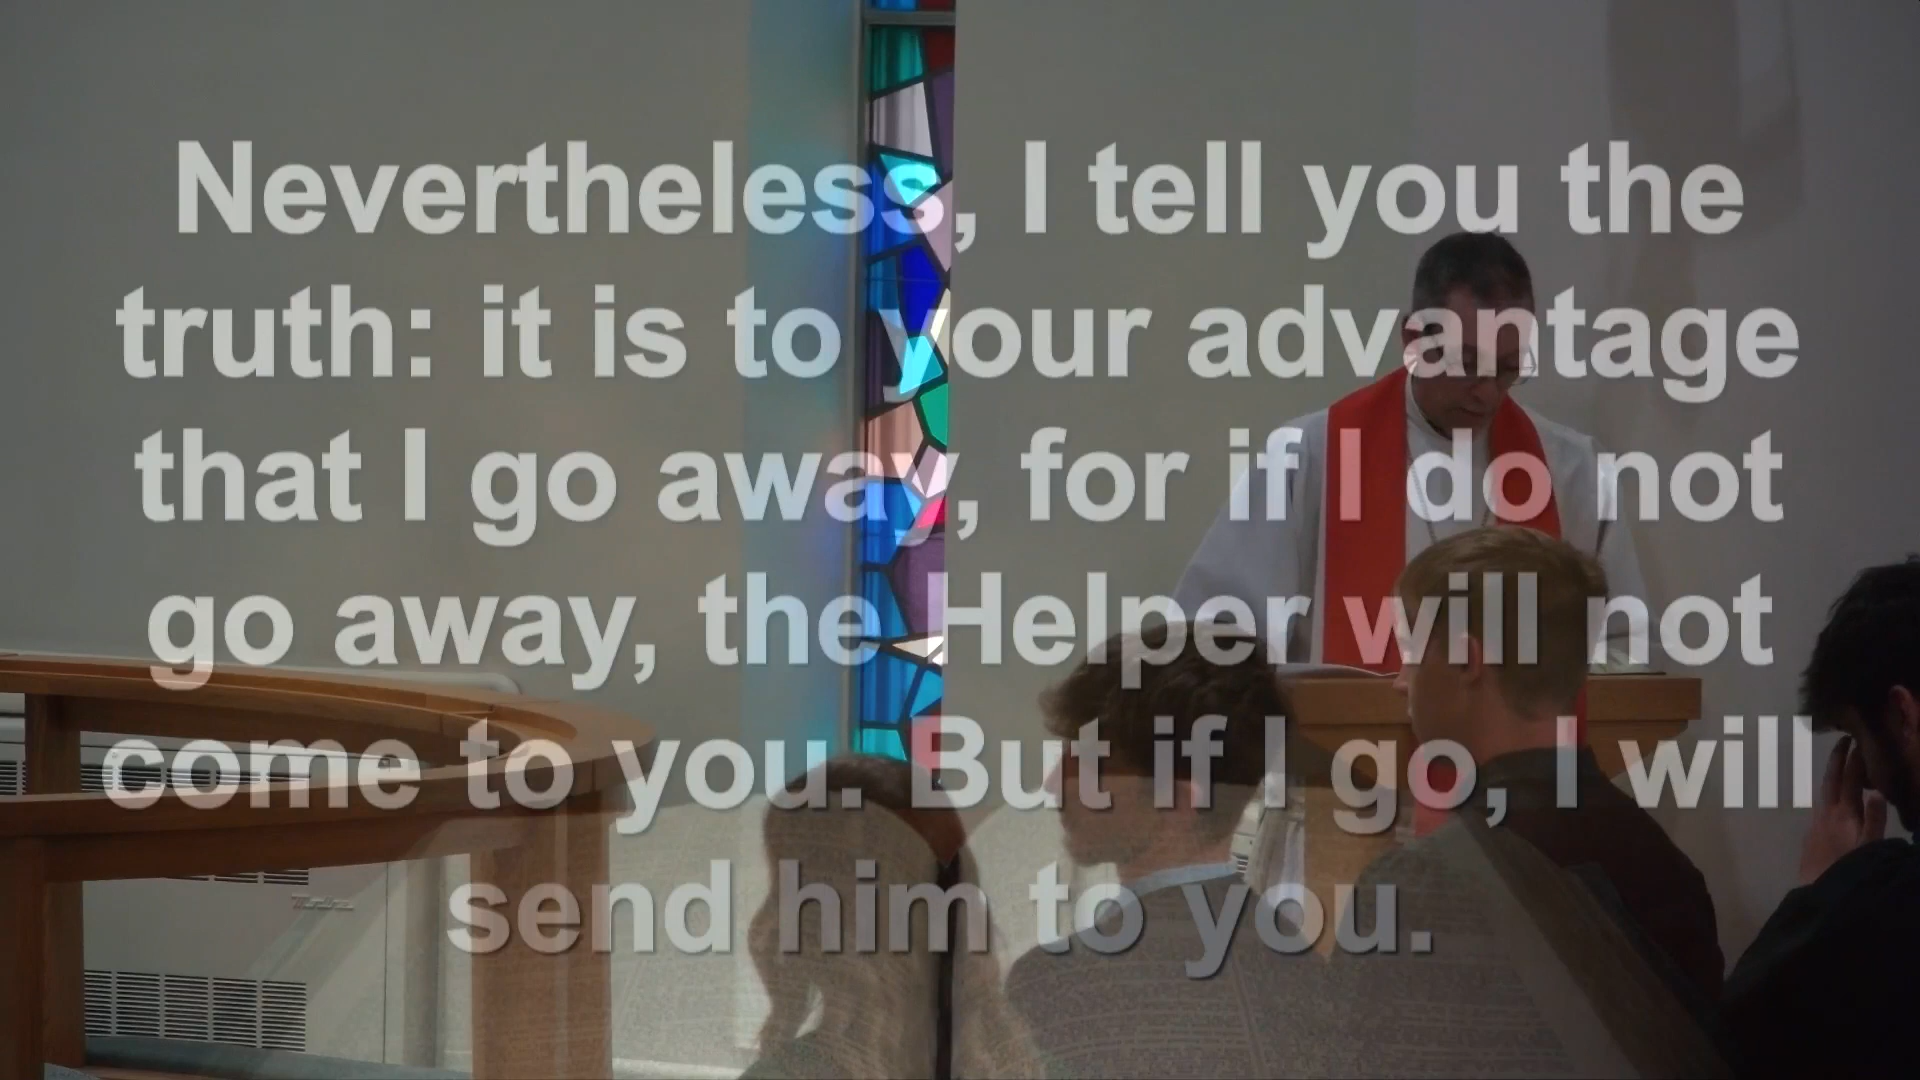 Nevertheless, I tell you the
truth: it is to your advantage
that I go away, for if I do not
go away, the Helper will not
come to you. But if I go, I will
send him to you.